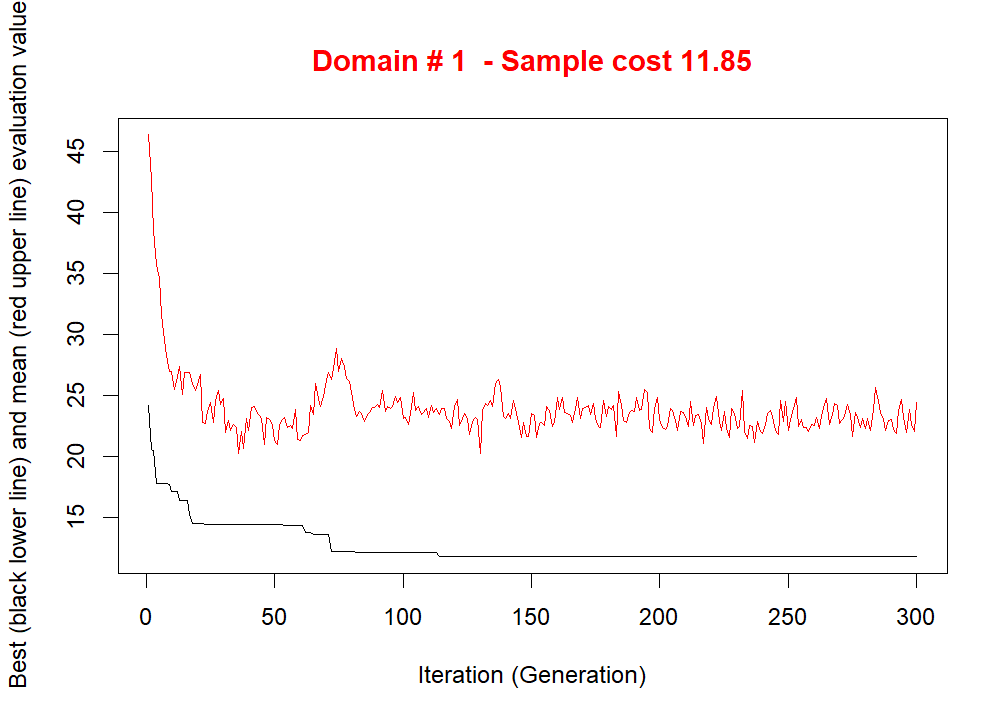 Domain # 1  - Sample cost 11.85
Best (black lower line) and mean (red upper line) evaluation value
45
40
35
30
25
20
15
0 50 100 150 200 250 300
Iteration (Generation)